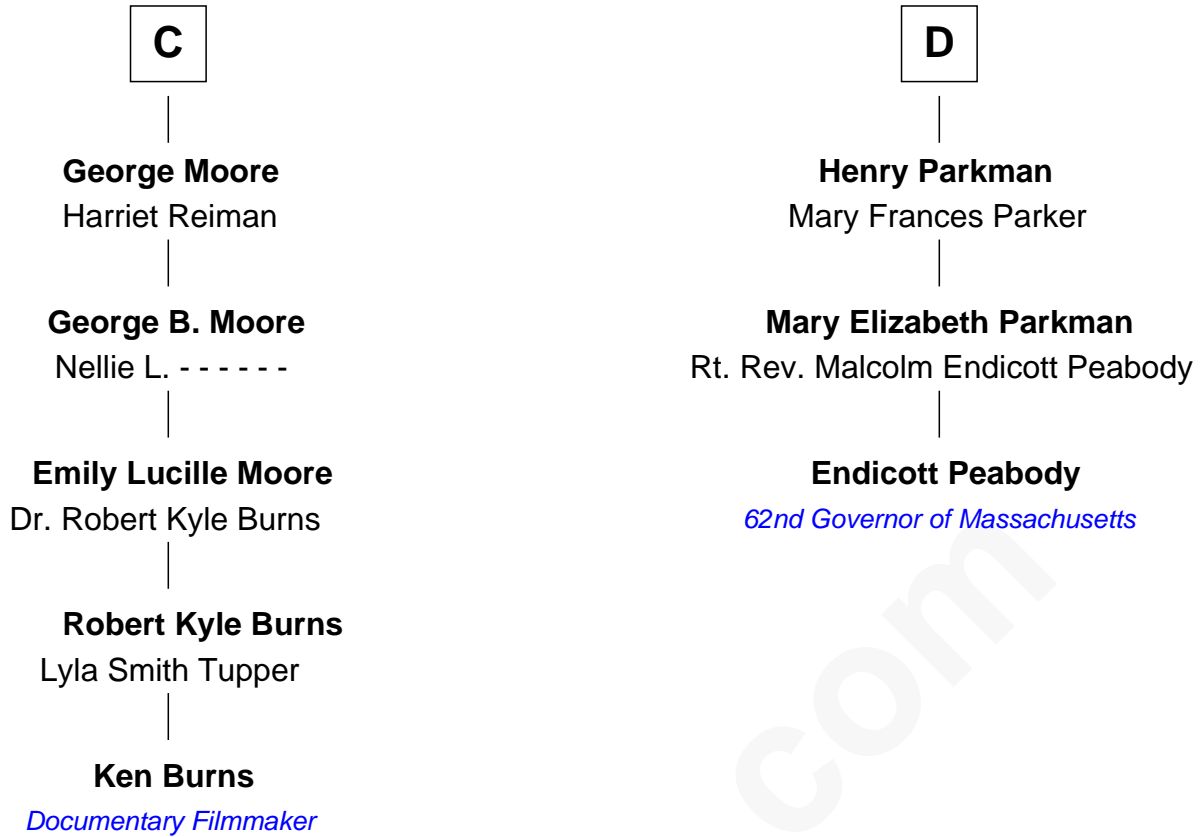 C
George Moore
Harriet Reiman
George B. Moore
Nellie L. - - - - - -
Emily Lucille Moore
Dr. Robert Kyle Burns
Robert Kyle Burns
Lyla Smith Tupper
Ken Burns
Documentary Filmmaker
D
Henry Parkman
Mary Frances Parker
Mary Elizabeth Parkman
Rt. Rev. Malcolm Endicott Peabody
Endicott Peabody
62nd Governor of Massachusetts
com